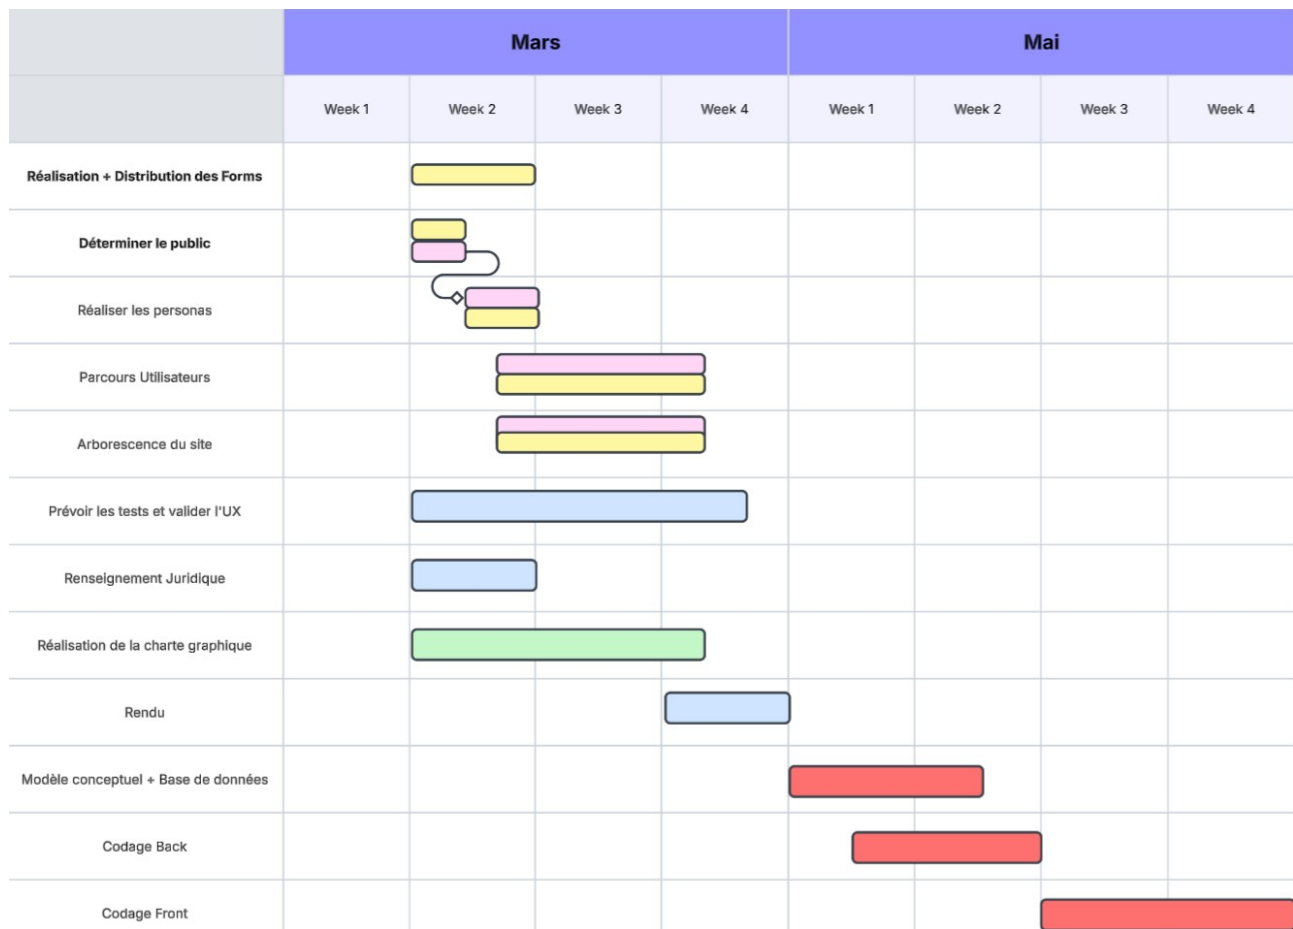 Mars Mai
Week 1 Week 2 Week 3 Week 4 Week 1 Week 2 Week 3 Week 4
Réalisation + Distribution des Forms
Déterminer le public
Réaliser les personas
Parcours Utilisateurs
Arborescence du site
Prévoir les tests et valider l'UX
Renseignement Juridique
Réalisation de la charte graphique
Rendu
Modèle conceptuel + Base de données
Codage Back
Codage Front